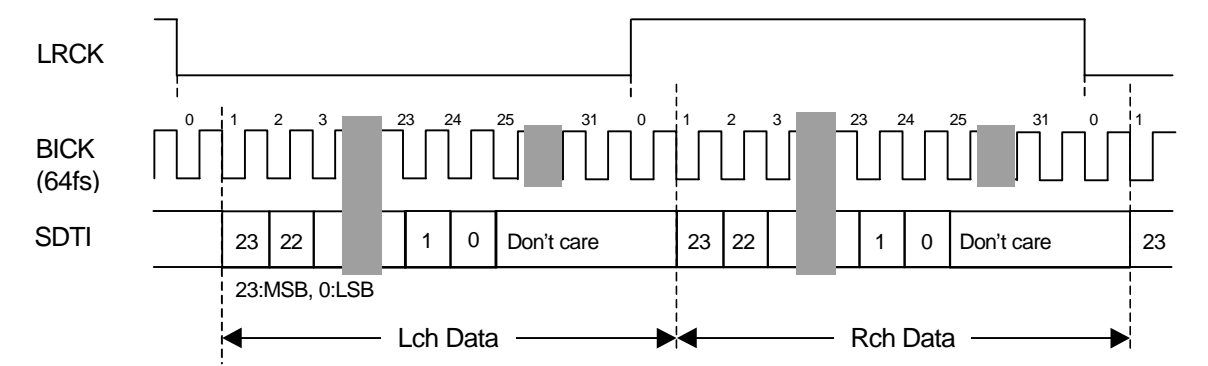 LRCK
0 1 2 3 23 24 25 31 0 1 2 3 23 24 25 31 0 1
BICK
(64fs)
SDTI 23 22 1 0 Don't care 23 22 1 0 Don't care 23
23:MSB, 0:LSB
Lch Data Rch Data